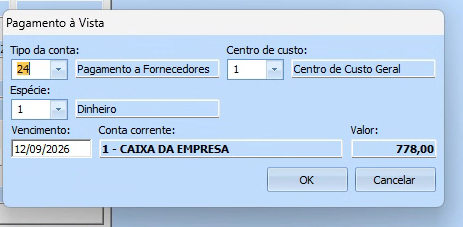 Pagamento à Vista
Tipo da conta: Centro de custo:
24 Pagamento a Fornecedores 1 Centro de Custo Geral
Espécie:
1 Dinheiro
Vencimento: Conta corrente: Valor:
12/09/2026 1 - CAIXA DA EMPRESA 778,00
OK Cancelar